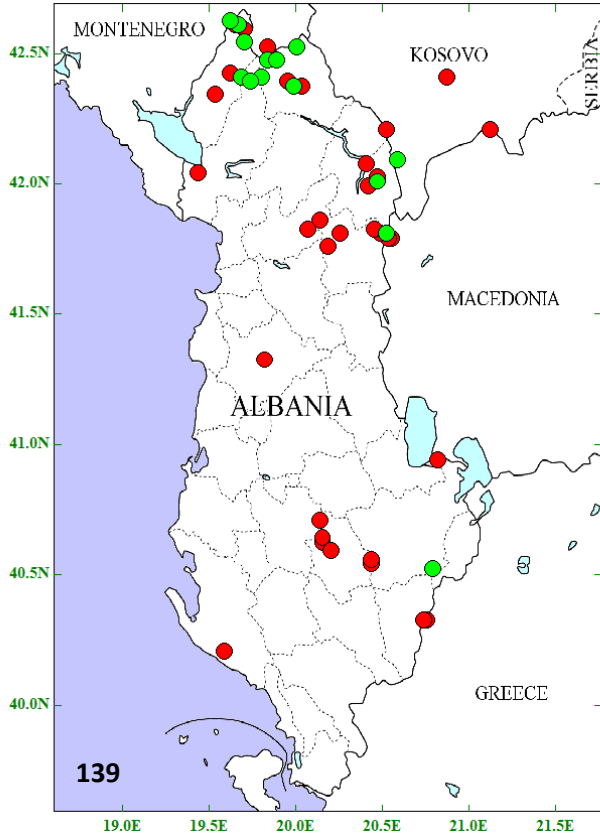 MONTENEGRO
KOSOVO
SERBIA
42.5N
42.0N
41.5N
MACEDONIA
ALBANIA
41.0N
40.5N
GREECE
40.0N
139
19.0E 19.5E 20.0E 20.5E 21.0E 21.5E